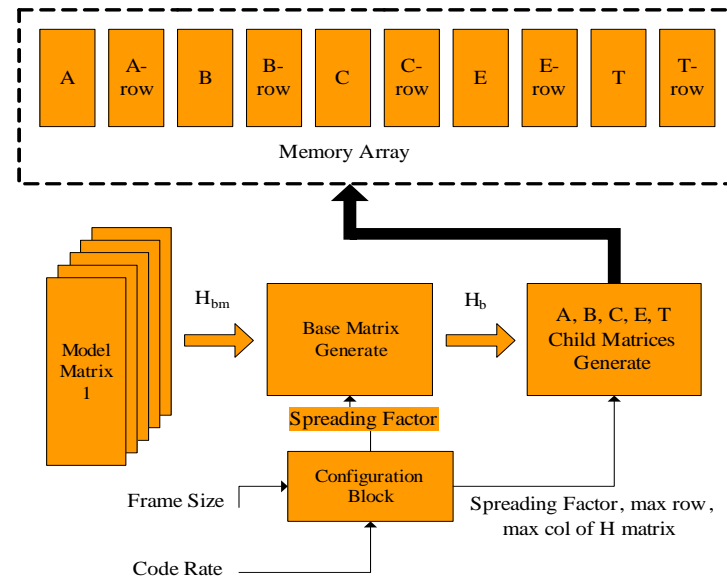 A
A-
row
B
B-
row
C
C-
row
E
E-
row
T
T-
row
Memory Array
Model
Matrix
1
Hbm
Base Matrix
Generate
Hb
A, B, C, E, T
Child Matrices
Generate
Spreading Factor
Configuration
Block
Frame Size
Spreading Factor, max row,
max col of H matrix
Code Rate